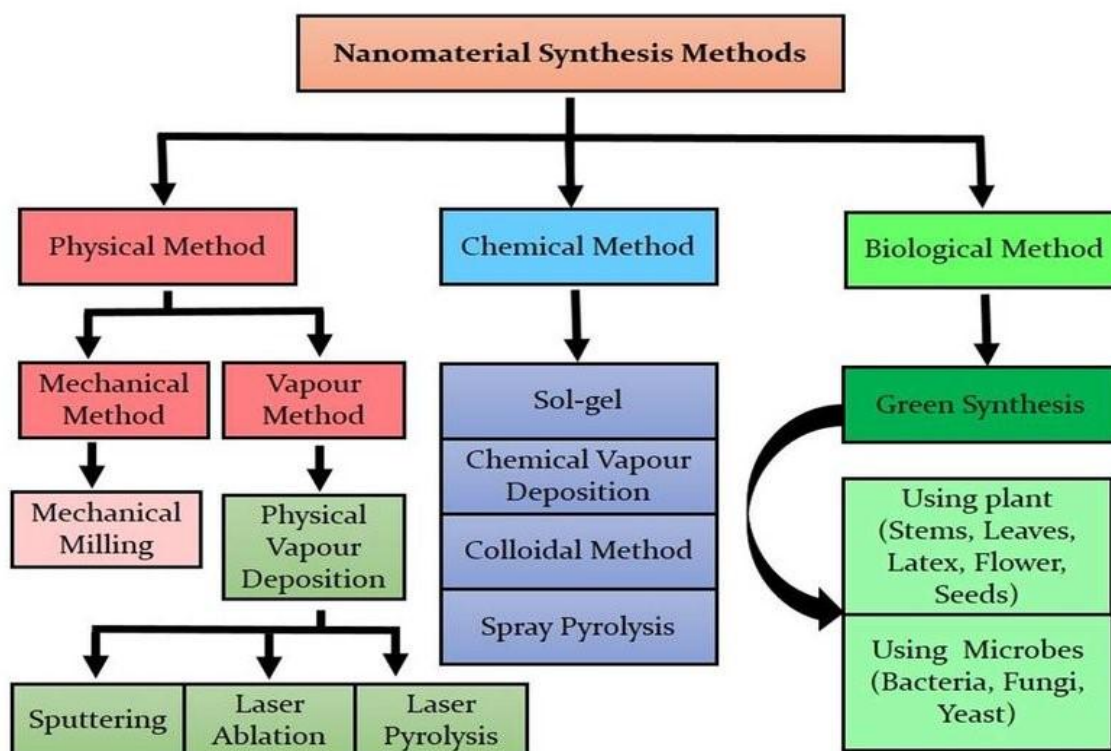 Nanomaterial Synthesis Methods
Physical Method
Chemical Method
Biological Method
Mechanical
Method
Vapour
Method
Mechanical
Milling
Physical
Vapour
Deposition
Sputtering
Laser
Ablation
Laser
Pyrolysis
Sol-gel
Chemical Vapour
Deposition
Colloidal Method
Spray Pyrolysis
Green Synthesis
Using plant
(Stems, Leaves,
Latex, Flower,
Seeds)
Using Microbes
(Bacteria, Fungi,
Yeast)